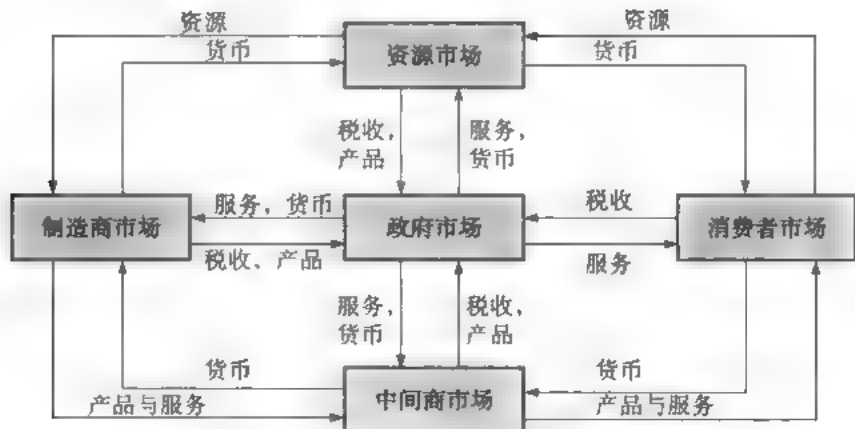 资源
资源
货币
资源市场
货币
税收,
产品
服务,
货币
服务, 货币
税收
制造商市场
政府市场
消费者市场
税收、产品
服务
服务,
货币
税收,
产品
货币
货币
产品与服务
中间商市场
产品与服务